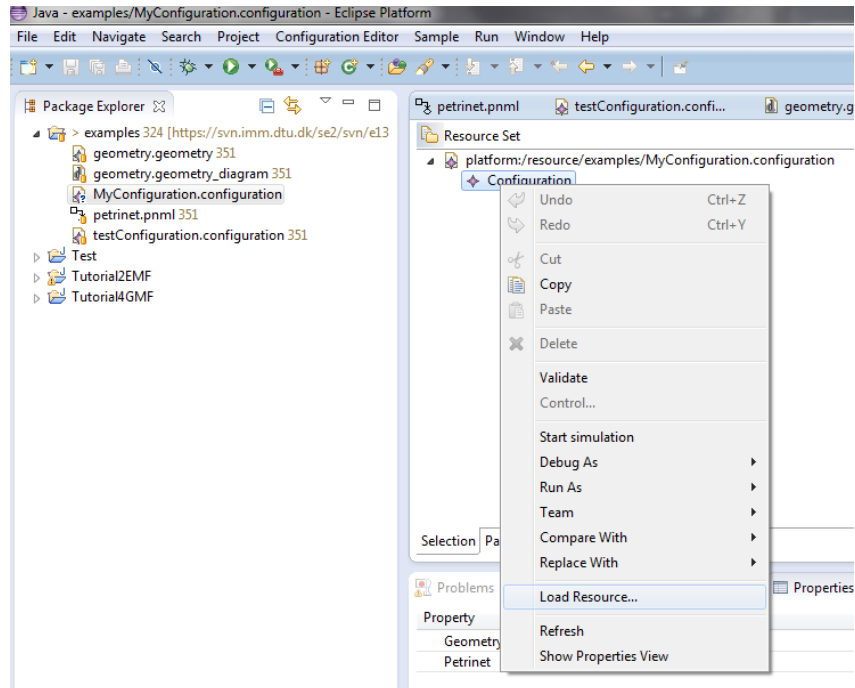 Java - examples/MyConfiguration.configuration - Eclipse Platform
File Edit Navigate Search Project Configuration Editor Sample Run Window Help
Package Explorer
> examples 324 [https://svn.imm.dtu.dk/se2/svn/e13
geometry.geometry 351
geometry.geometry_diagram 351
MyConfiguration.configuration
petrinet.pnml 351
testConfiguration.configuration 351
Test
Tutorial2EMF
Tutorial4GMF
petrinet.pnml testConfiguration.confi... geometry.g
Resource Set
platform:/resource/examples/MyConfiguration.configuration
Configuration
Undo Ctrl+Z
Redo Ctrl+Y
Cut
Copy
Paste
Delete
Validate
Control...
Start simulation
Debug As
Run As
Team
Compare With
Replace With
Load Resource...
Refresh
Show Properties View
Selection Pa
Problems Properties
Property
Geometry
Petrinet